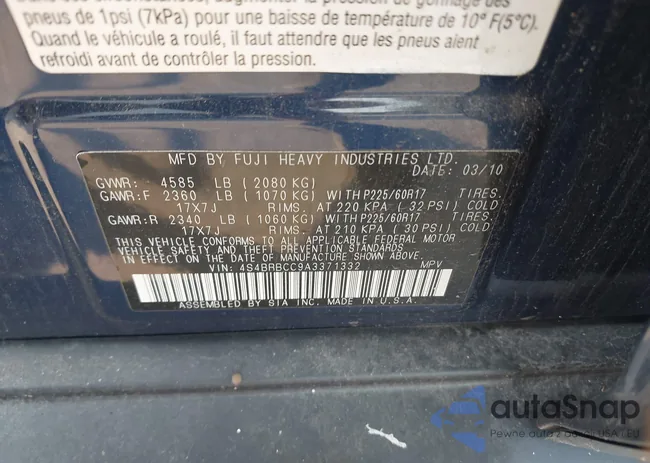 pneus de 1psi (7kPa) pour une baisse de température de 10° F(5°C).
Quand le véhicule a roulé, il faut attendre que les pneus aient
refroidi avant de contrôler la pression.
MFD BY FUJI HEAVY INDUSTRIES LTD.
DATE: 03/10
GVWR: 4585 LB ( 2080 KG)
GAWR:F 2360 LB ( 1070 KG) WITH P225/60R17 TIRES.
17X7J RIMS. AT 220 KPA ( 32 PSI) COLD
GAWR:R 2340 LB ( 1060 KG) WITH P225/60R17 TIRES.
17X7J RIMS. AT 210 KPA ( 30 PSI) COLD
THIS VEHICLE CONFORMS TO ALL APPLICABLE FEDERAL MOTOR
VEHICLE SAFETY AND THEFT PREVENTION STANDARDS
IN EFFECT ON THE DATE OF MANUFACTURE SHOWN ABOVE.
VIN: 4S4BRBCC9A3371332 MPV
ASSEMBLED BY SIA INC. MADE IN U.S.A.
autoSnap
Pewne auto z
USA i EU